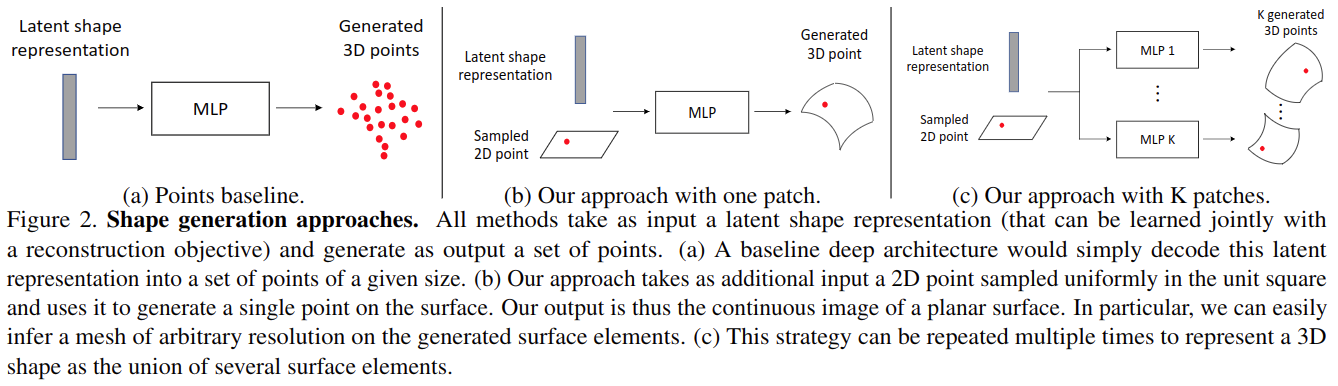 Latent shape
representation
MLP
Generated
3D points
(a) Points baseline.
Latent shape
representation
Sampled
2D point
MLP
Generated
3D point
(b) Our approach with one patch.
Latent shape
representation
Sampled
2D point
MLP 1
⋮
MLP K
K generated
3D points
⋮
(c) Our approach with K patches.
Figure 2. Shape generation approaches. All methods take as input a latent shape representation (that can be learned jointly with
a reconstruction objective) and generate as output a set of points. (a) A baseline deep architecture would simply decode this latent
representation into a set of points of a given size. (b) Our approach takes as additional input a 2D point sampled uniformly in the unit square
and uses it to generate a single point on the surface. Our output is thus the continuous image of a planar surface. In particular, we can easily
infer a mesh of arbitrary resolution on the generated surface elements. (c) This strategy can be repeated multiple times to represent a 3D
shape as the union of several surface elements.